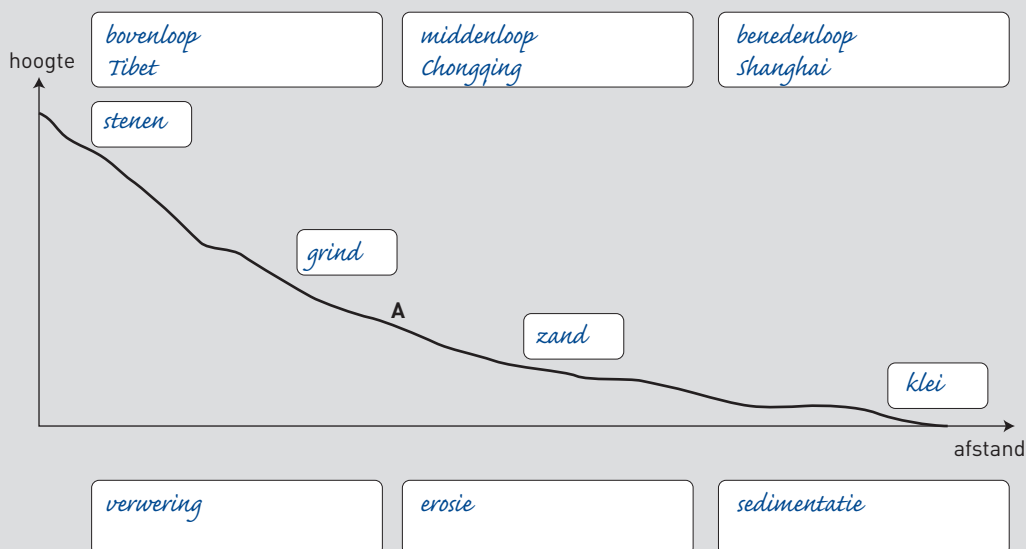 bovenloop
Tibet
middenloop
Chongqing
benedenloop
Shanghai
hoogte
stenen
grind
A
zand
klei
afstand
verwering
erosie
sedimentatie